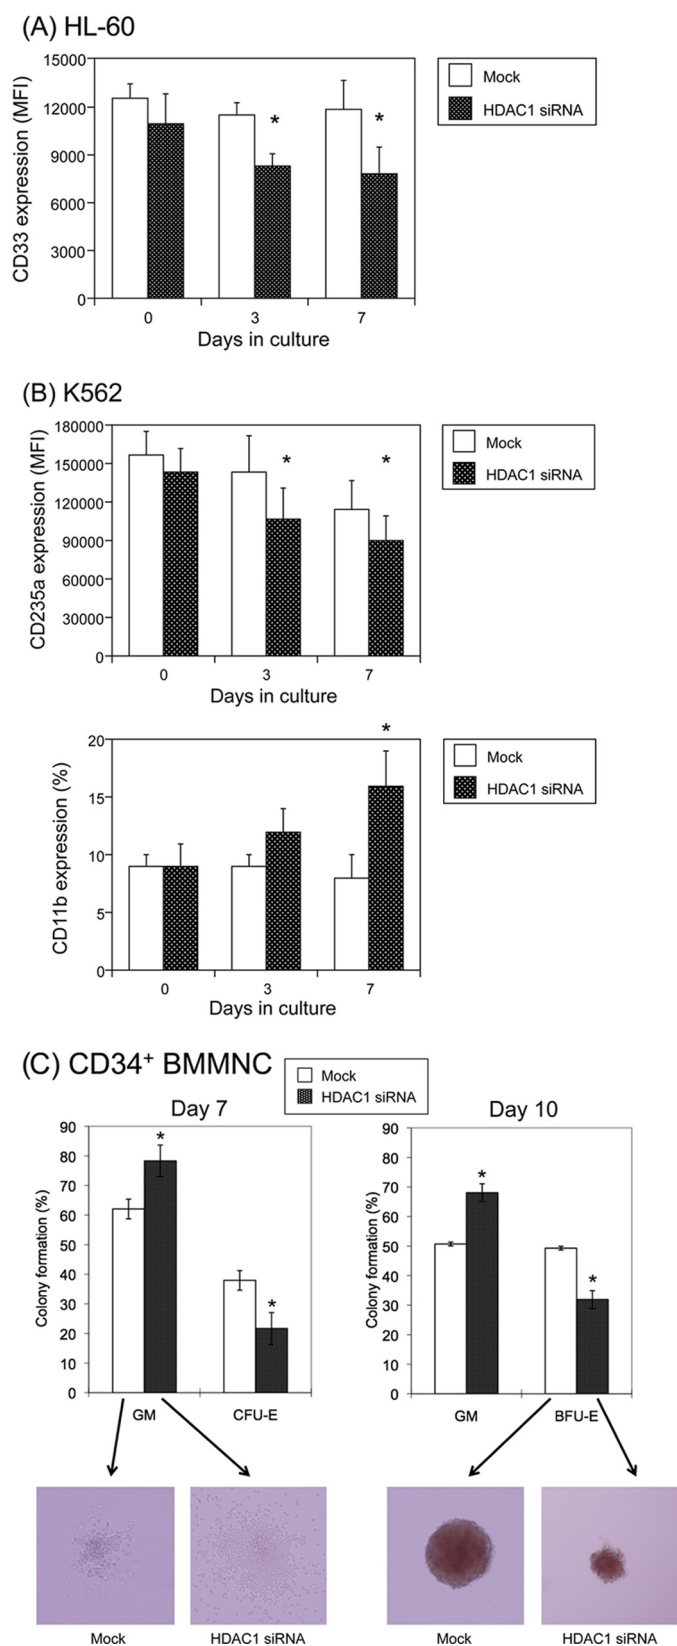 (A) HL-60
15000
12000
9000
6000
3000
0
CD33 expression (MFI)
*
*
0 3 7
Days in culture
Mock
HDAC1 siRNA
(B) K562
180000
150000
120000
90000
60000
30000
0
CD235a expression (MFI)
*
*
0 3 7
Days in culture
Mock
HDAC1 siRNA
20
15
10
5
0
CD11b expression (%)
*
0 3 7
Days in culture
Mock
HDAC1 siRNA
(C) CD34⁺ BMMNC
Mock
HDAC1 siRNA
Day 7
90
80
70
60
50
40
30
20
10
0
Colony formation (%)
*
*
GM CFU-E
Mock HDAC1 siRNA
Day 10
90
80
70
60
50
40
30
20
10
0
Colony formation (%)
*
*
GM BFU-E
Mock HDAC1 siRNA